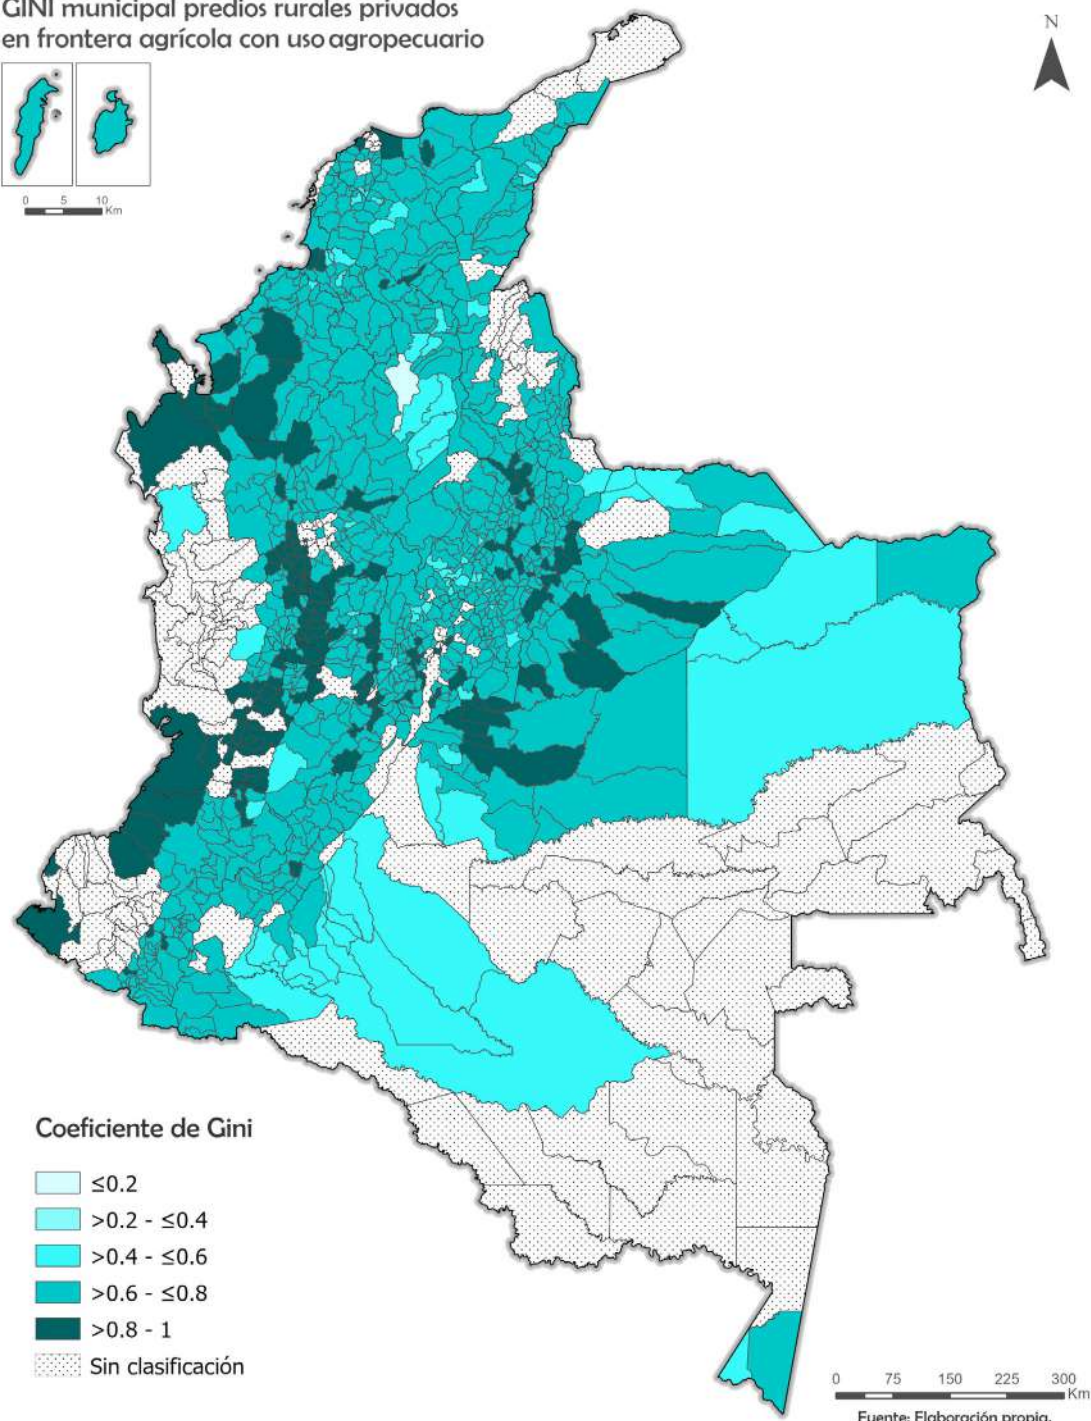 GINI municipal predios rurales privados
en frontera agrícola con uso agropecuario
N
0 5 10
Km
Coeficiente de Gini
≤0.2
>0.2 - ≤0.4
>0.4 - ≤0.6
>0.6 - ≤0.8
>0.8 - 1
Sin clasificación
0 75 150 225 300
Km
Fuente: Elaboración propia.